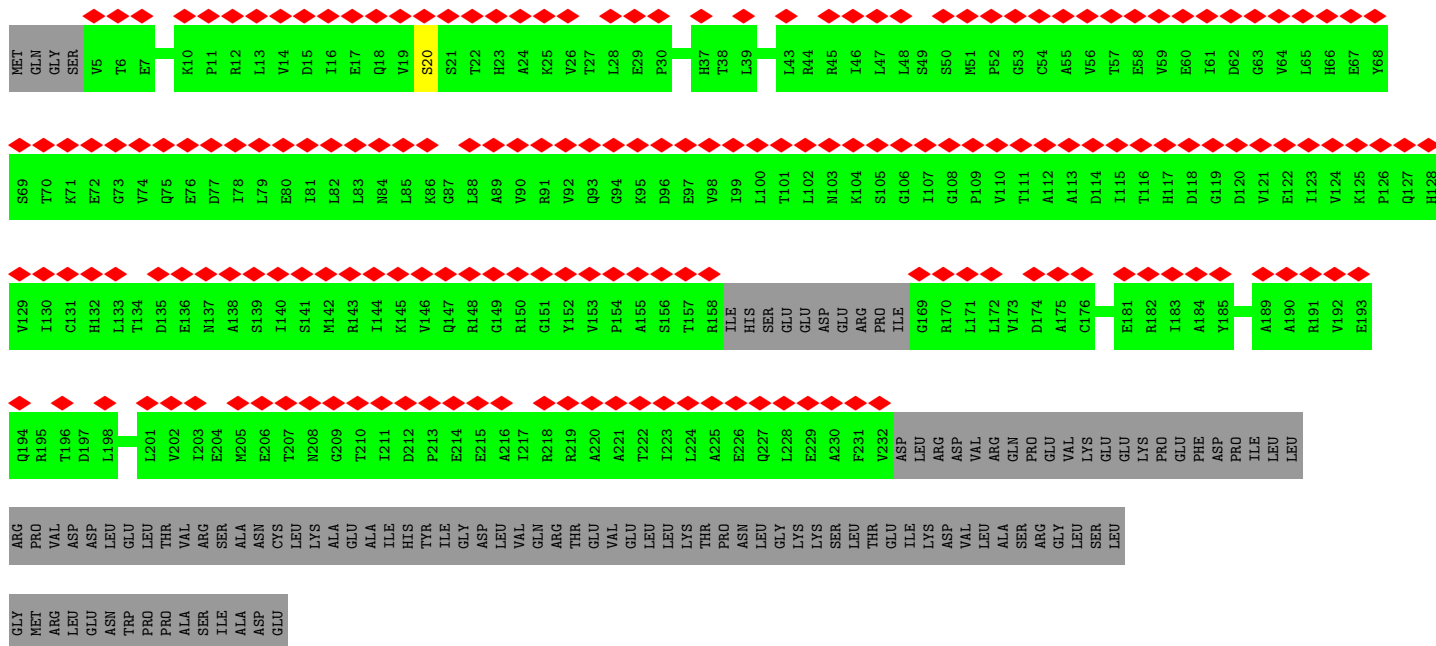 MET GLN GLY SER V5 T6 E7 K10 P11 R12 L13 V14 D15 I16 E17 Q18 V19 S20 S21 T22 H23 A24 K25 V26 T27 L28 E29 P30 H37 T38 L39 L43 R44 R45 I46 L47 L48 S49 S50 M51 P52 G53 C54 A55 V56 T57 E58 V59 E60 I61 D62 G63 V64 L65 H66 E67 Y68
S69 T70 K71 E72 G73 V74 Q75 E76 D77 I78 L79 E80 I81 L82 L83 N84 L85 K86 G87 L88 A89 V90 R91 V92 Q93 G94 K95 D96 E97 V98 I99 L100 T101 L102 N103 K104 S105 G106 I107 G108 P109 V110 T111 A112 A113 D114 I115 T116 H117 D118 G119 D120 V121 E122 I123 V124 K125 P126 Q127 H128
V129 I130 C131 H132 L133 T134 D135 E136 N137 A138 S139 I140 S141 M142 R143 I144 K145 V146 Q147 R148 G149 R150 G151 Y152 V153 P154 A155 S156 T157 R158 ILE HIS SER GLU GLU ASP GLU ARG PRO ILE G169 R170 L171 L172 V173 D174 A175 C176 E181 R182 I183 A184 Y185 A189 A190 R191 V192 E193
Q194 R195 T196 D197 L198 L201 V202 I203 E204 M205 E206 T207 N208 G209 T210 I211 D212 P213 E214 E215 A216 I217 R218 R219 A220 A221 T222 I223 L224 A225 E226 Q227 L228 E229 A230 F231 V232 ASP LEU ARG ASP VAL ARG GLN PRO GLU VAL LYS GLU GLU LYS PRO GLU PHE ASP PRO ILE LEU LEU
ARG PRO VAL ASP ASP LEU GLU LEU THR VAL ARG SER ALA ASN CYS LEU LYS ALA GLU ALA ILE HIS TYR ILE GLY ASP LEU VAL GLN ARG THR GLU VAL GLU LEU LEU LYS THR PRO ASN LEU GLY LYS LYS SER LEU THR GLU ILE LYS ASP VAL LEU ALA SER ARG GLY LEU SER LEU
GLY MET ARG LEU GLU ASN TRP PRO PRO ALA SER ILE ALA ASP GLU